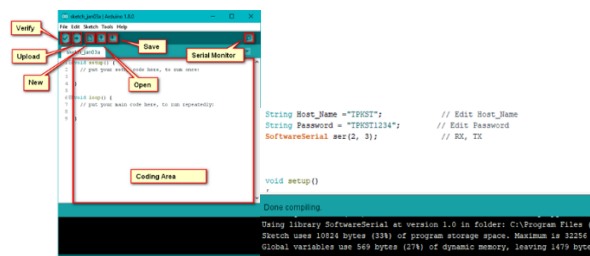 sketch_jan03a | Arduino 1.8.0
File Edit Sketch Tools Help
Verify
Upload
New
Open
Save
Serial Monitor
void setup() {
// put your setup code here, to run once:
}
void loop() {
// put your main code here, to run repeatedly:
}
Coding Area
String Host_Name ="TPKST"; // Edit Host_Name
String Password = "TPKST1234"; // Edit Password
SoftwareSerial ser(2, 3); // RX, TX
void setup()
Done compiling.
Using library SoftwareSerial at version 1.0 in folder: C:\Program Files (
Sketch uses 10824 bytes (33%) of program storage space. Maximum is 32256
Global variables use 569 bytes (27%) of dynamic memory, leaving 1479 byte